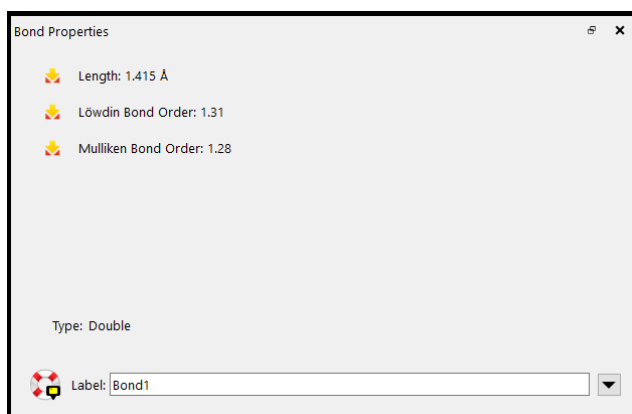 Bond Properties
Length: 1.415 Å
Löwdin Bond Order: 1.31
Mulliken Bond Order: 1.28
Type: Double
Label: Bond1